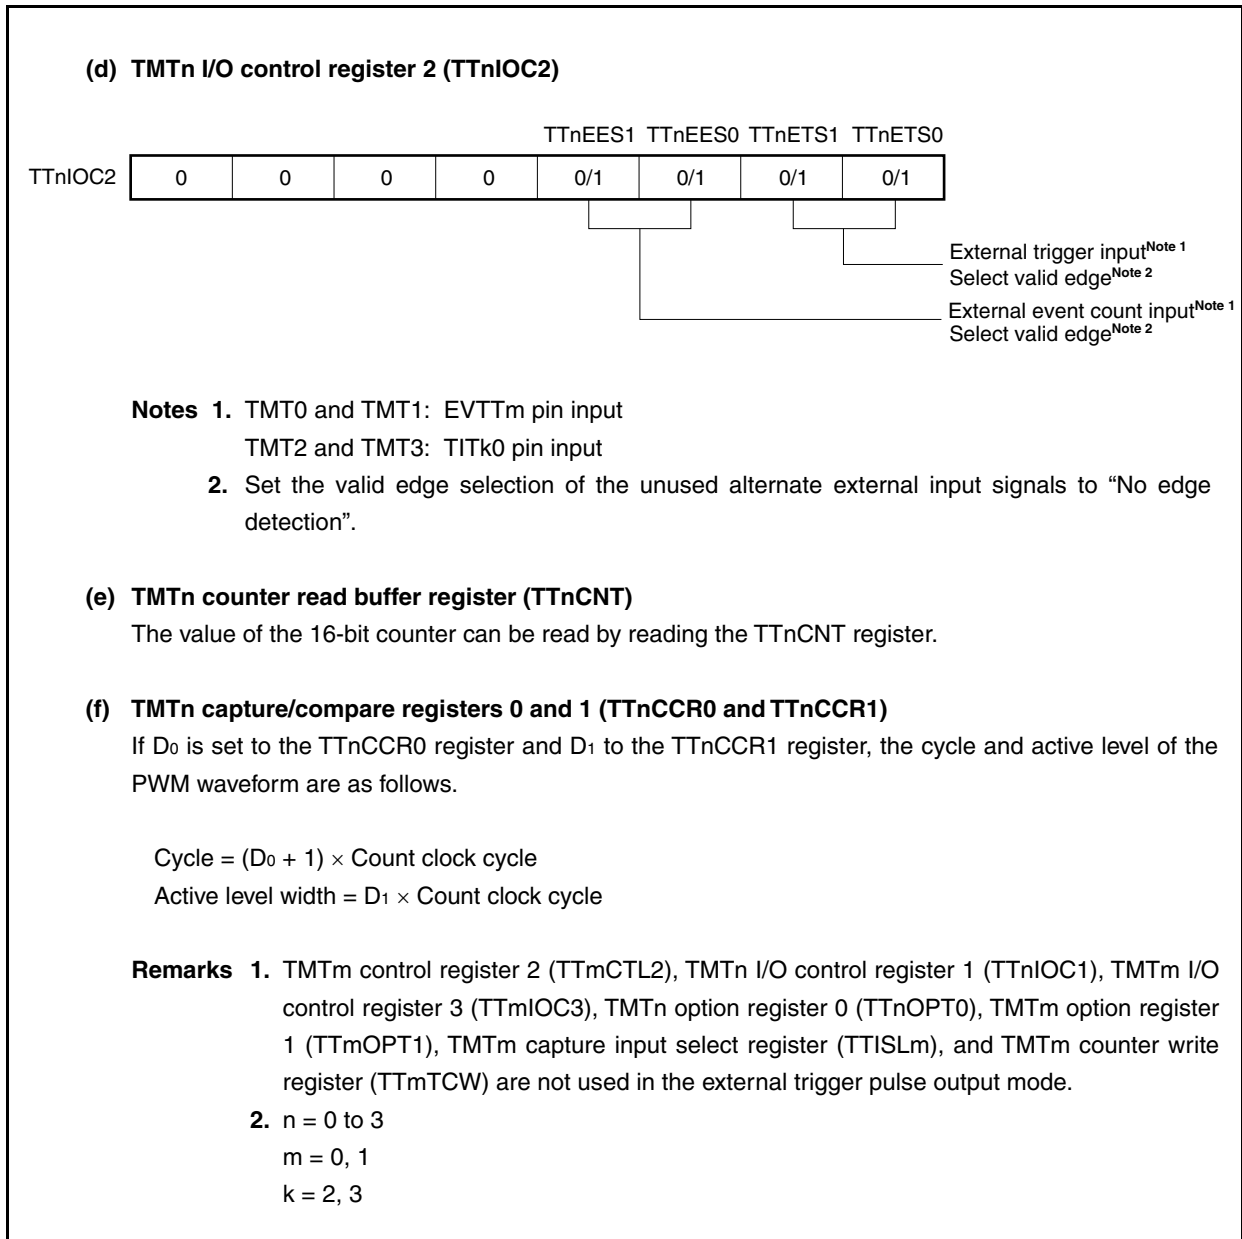 (d) TMTn I/O control register 2 (TTnIOC2)
TTnEES1 TTnEES0 TTnETS1 TTnETS0
TTnIOC2 0 0 0 0 0/1 0/1 0/1 0/1
External trigger inputNote 1
Select valid edgeNote 2
External event count inputNote 1
Select valid edgeNote 2
Notes 1. TMT0 and TMT1: EVTTm pin input
TMT2 and TMT3: TITk0 pin input
2. Set the valid edge selection of the unused alternate external input signals to “No edge
detection”.
(e) TMTn counter read buffer register (TTnCNT)
The value of the 16-bit counter can be read by reading the TTnCNT register.
(f) TMTn capture/compare registers 0 and 1 (TTnCCR0 and TTnCCR1)
If D0 is set to the TTnCCR0 register and D1 to the TTnCCR1 register, the cycle and active level of the
PWM waveform are as follows.
Cycle = (D0 + 1) × Count clock cycle
Active level width = D1 × Count clock cycle
Remarks 1. TMTm control register 2 (TTmCTL2), TMTn I/O control register 1 (TTnIOC1), TMTm I/O
control register 3 (TTmIOC3), TMTn option register 0 (TTnOPT0), TMTm option register
1 (TTmOPT1), TMTm capture input select register (TTISLm), and TMTm counter write
register (TTmTCW) are not used in the external trigger pulse output mode.
2. n = 0 to 3
m = 0, 1
k = 2, 3